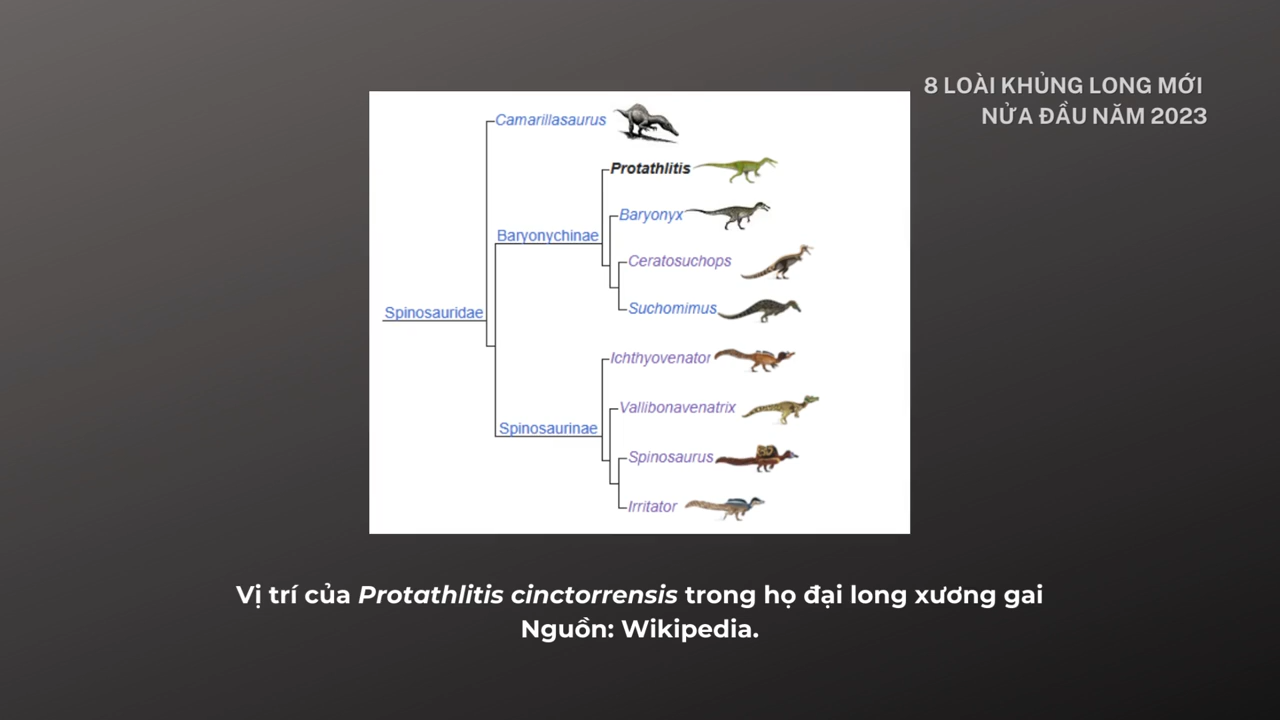 8 LOÀI KHỦNG LONG MỚI
NỬA ĐẦU NĂM 2023
Camarillasaurus
Protathlitis
Baryonyx
Baryonychinae
Ceratosuchops
Suchomimus
Spinosauridae
Ichthyovenator
Vallibonavenatrix
Spinosaurinae
Spinosaurus
Irritator
Vị trí của Protathlitis cinctorrensis trong họ đại long xương gai
Nguồn: Wikipedia.